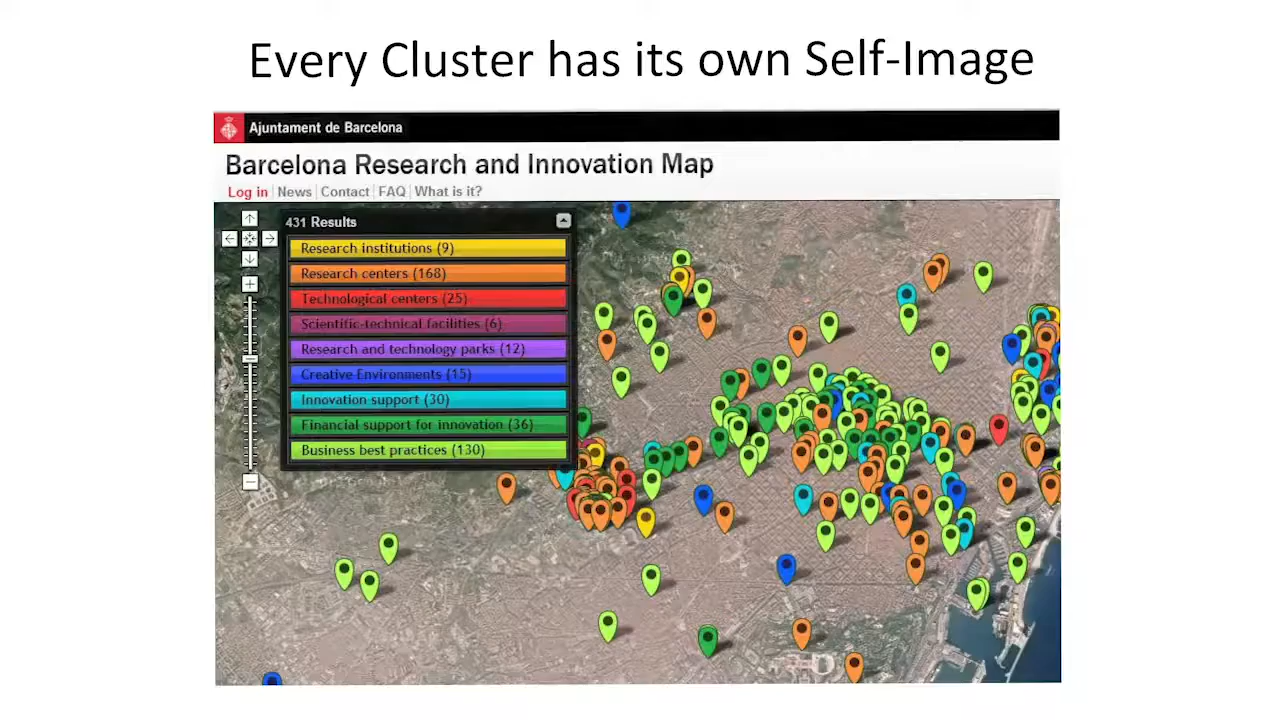 Every Cluster has its own Self-Image
Ajuntament de Barcelona
Barcelona Research and Innovation Map
Log in | News | Contact | FAQ | What is it?
431 Results
Research institutions (9)
Research centers (168)
Technological centers (25)
Scientific-technical facilities (6)
Research and technology parks (12)
Creative Environments (15)
Innovation support (30)
Financial support for innovation (36)
Business best practices (130)